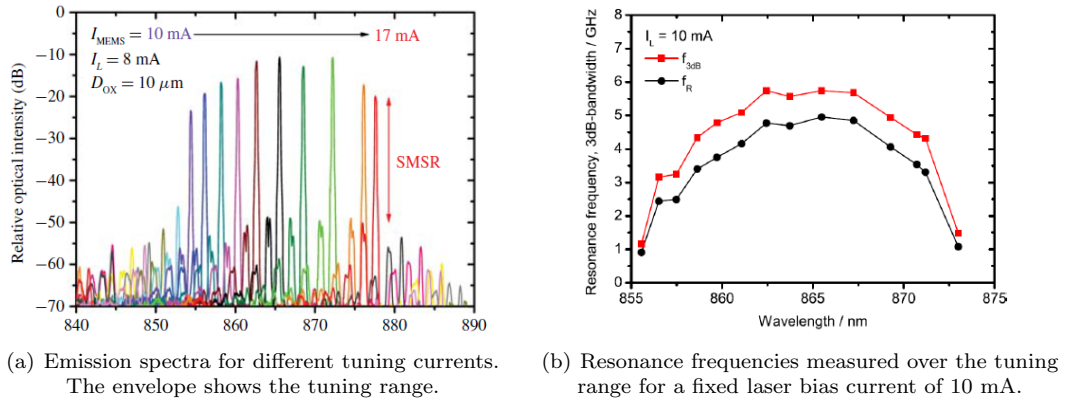 Relative optical intensity (dB)
0
−10
−20
−30
−40
−50
−60
−70
I_MEMS = 10 mA 17 mA
I_L = 8 mA
D_OX = 10 μm
SMSR
840 850 860 870 880 890
(a) Emission spectra for different tuning currents.
The envelope shows the tuning range.
Resonance frequency, 3dB-bandwidth / GHz
8
7
6
5
4
3
2
1
0
I_L = 10 mA
f_3dB
f_R
855 860 865 870 875
Wavelength / nm
(b) Resonance frequencies measured over the tuning
range for a fixed laser bias current of 10 mA.